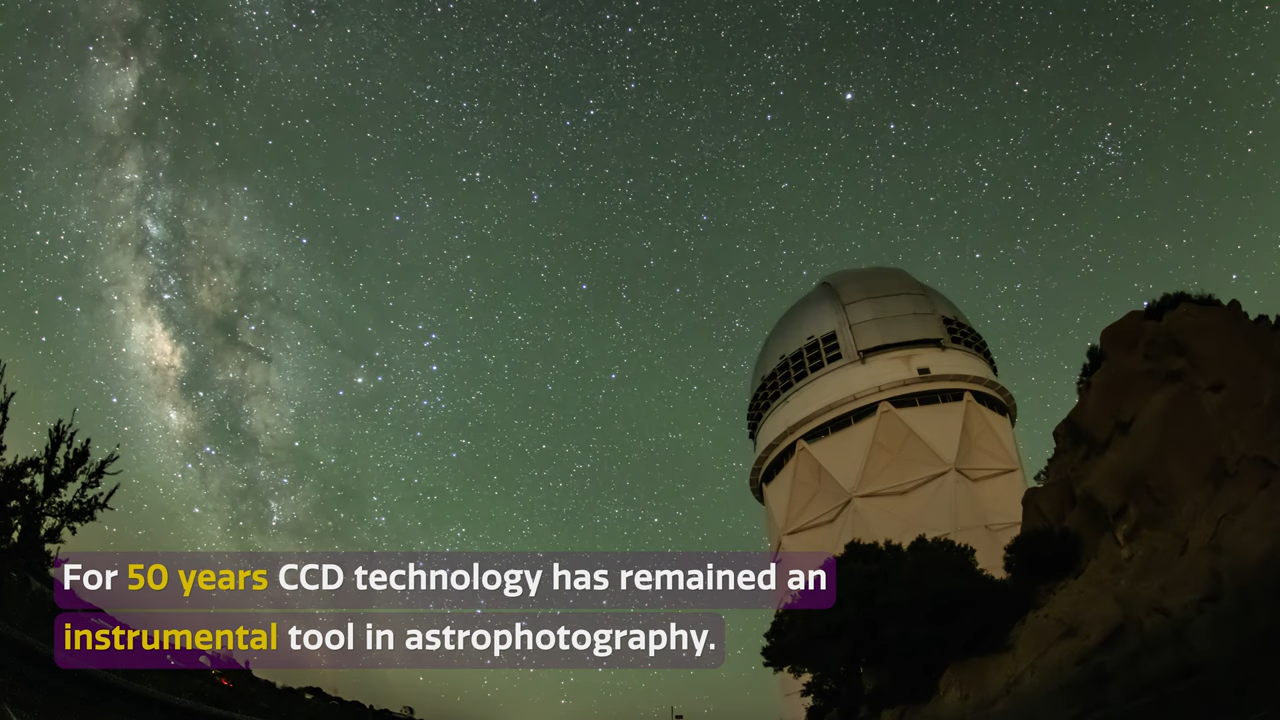 For 50 years CCD technology has remained an
instrumental tool in astrophotography.